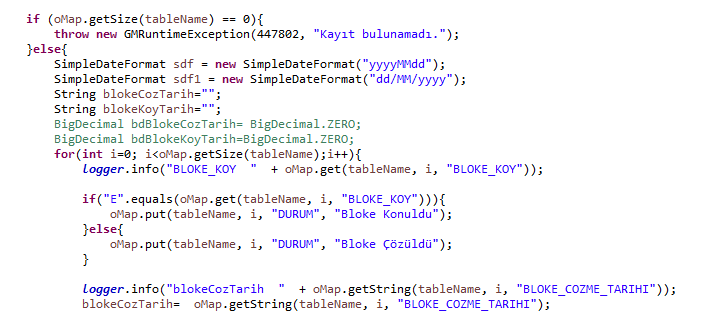 if (oMap.getSize(tableName) == 0){
throw new GMRuntimeException(447802, "Kayıt bulunamadı.");
}else{
SimpleDateFormat sdf = new SimpleDateFormat("yyyyMMdd");
SimpleDateFormat sdf1 = new SimpleDateFormat("dd/MM/yyyy");
String blokeCozTarih="";
String blokeKoyTarih="";
BigDecimal bdBlokeCozTarih= BigDecimal.ZERO;
BigDecimal bdBlokeKoyTarih=BigDecimal.ZERO;
for(int i=0; i<oMap.getSize(tableName);i++){
logger.info("BLOKE_KOY  " + oMap.get(tableName, i, "BLOKE_KOY"));
if("E".equals(oMap.get(tableName, i, "BLOKE_KOY"))){
oMap.put(tableName, i, "DURUM", "Bloke Konuldu");
}else{
oMap.put(tableName, i, "DURUM", "Bloke Çözüldü");
}
logger.info("blokeCozTarih  " + oMap.getString(tableName, i, "BLOKE_COZME_TARIHI"));
blokeCozTarih=  oMap.getString(tableName, i, "BLOKE_COZME_TARIHI");